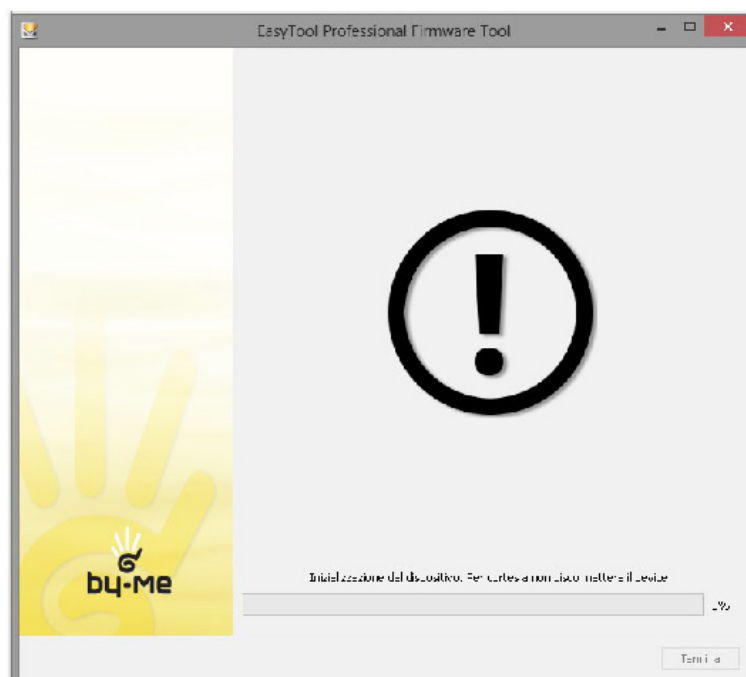 EasyTool Professional Firmware Tool
by-me
Inizializzazione del dispositivo. Per cortesia non disconnettere il device
Termina